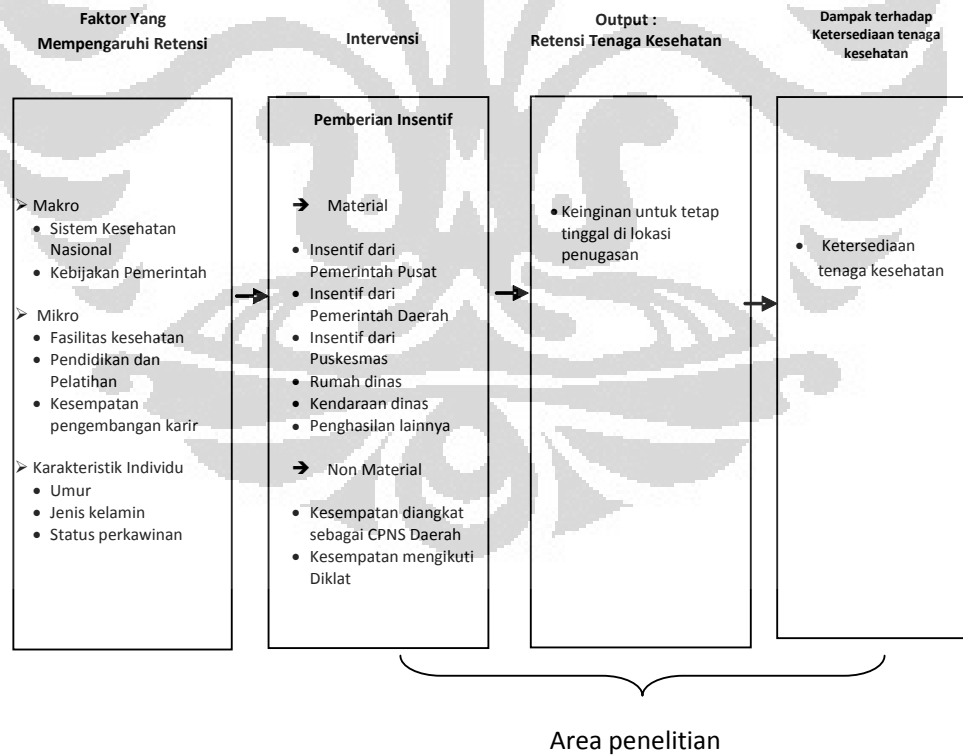 Faktor Yang
Mempengaruhi Retensi
Intervensi
Output :
Retensi Tenaga Kesehatan
Dampak terhadap
Ketersediaan tenaga
kesehatan
➢ Makro
• Sistem Kesehatan
Nasional
• Kebijakan Pemerintah
➢ Mikro
• Fasilitas kesehatan
• Pendidikan dan
Pelatihan
• Kesempatan
pengembangan karir
➢ Karakteristik Individu
• Umur
• Jenis kelamin
• Status perkawinan
Pemberian Insentif
➔ Material
• Insentif dari
Pemerintah Pusat
• Insentif dari
Pemerintah Daerah
• Insentif dari
Puskesmas
• Rumah dinas
• Kendaraan dinas
• Penghasilan lainnya
➔ Non Material
• Kesempatan diangkat
sebagai CPNS Daerah
• Kesempatan mengikuti
Diklat
• Keinginan untuk tetap
tinggal di lokasi
penugasan
• Ketersediaan
tenaga kesehatan
Area penelitian